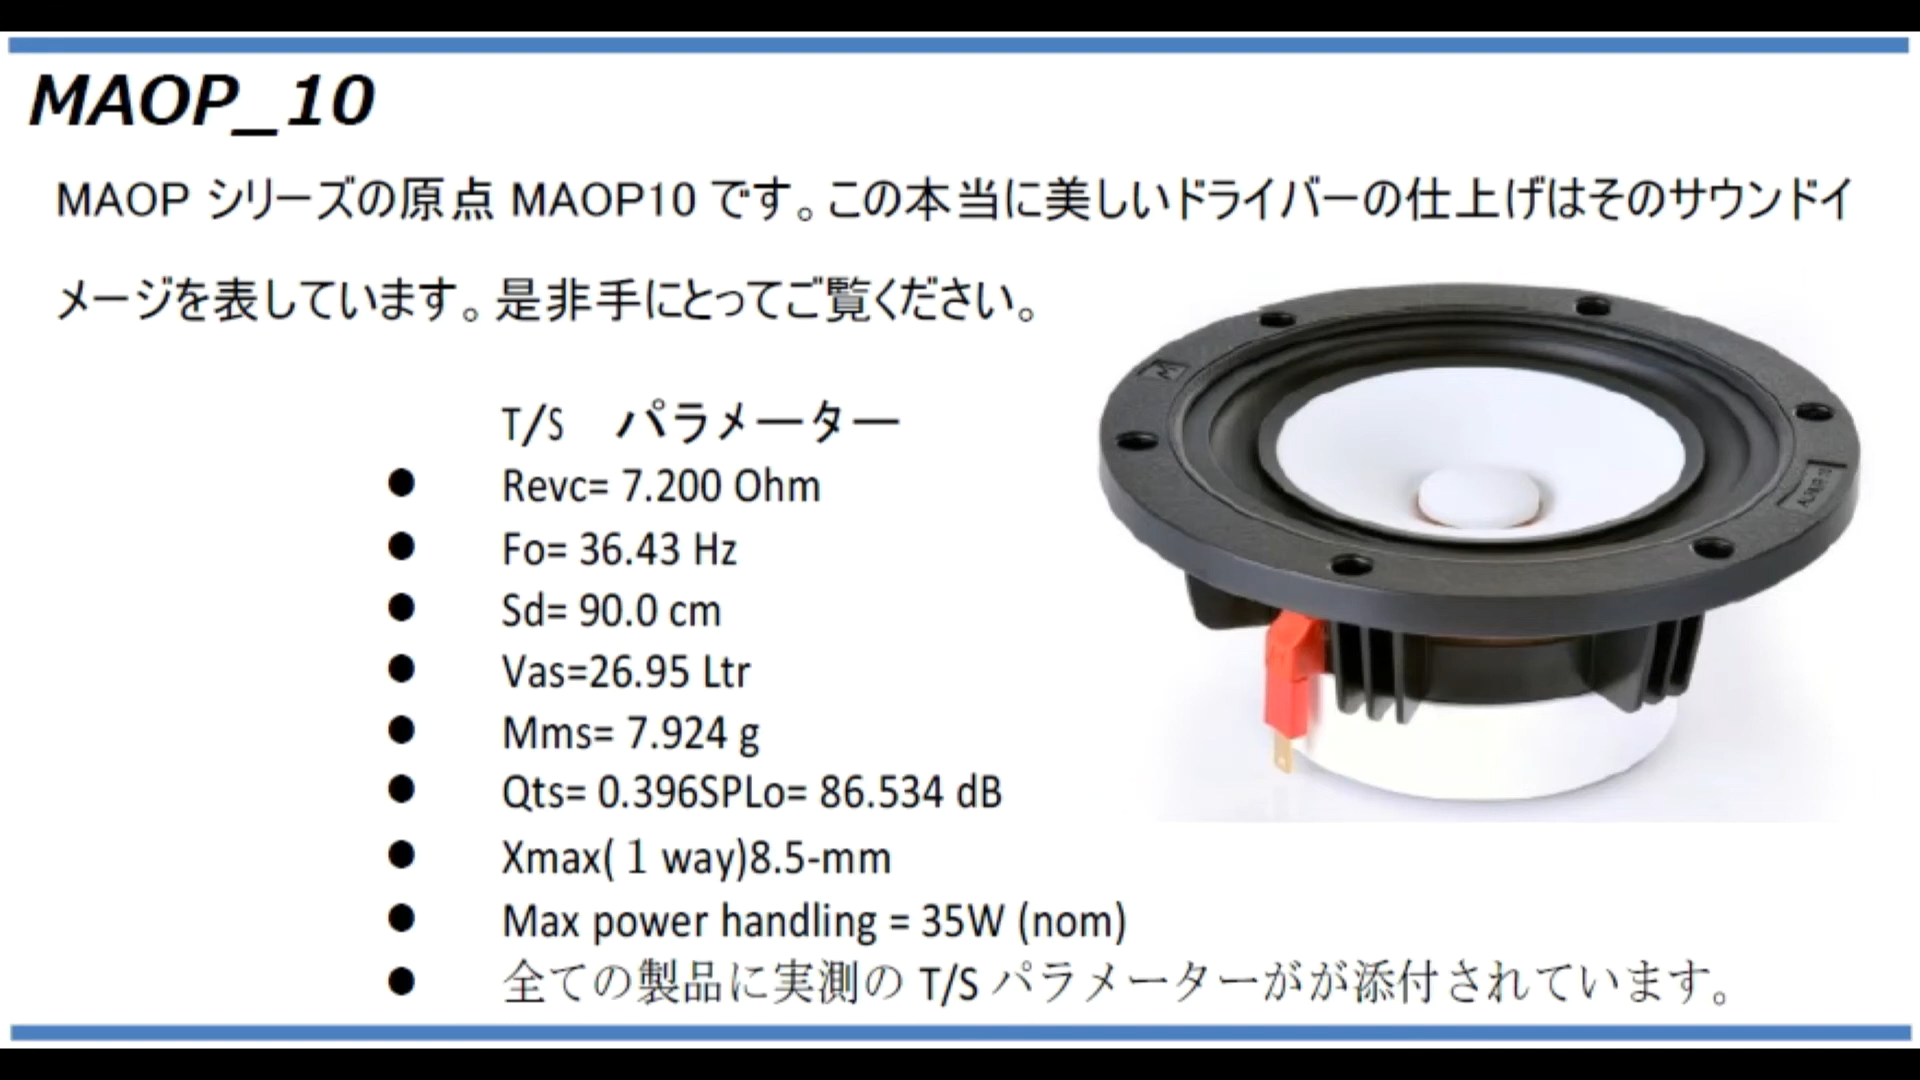 MAOP_10
MAOP シリーズの原点 MAOP10 です。この本当に美しいドライバーの仕上げはそのサウンドイ
メージを表しています。是非手にとってご覧ください。
T/S　パラメーター
Revc= 7.200 Ohm
Fo= 36.43 Hz
Sd= 90.0 cm
Vas=26.95 Ltr
Mms= 7.924 g
Qts= 0.396SPLo= 86.534 dB
Xmax(１way)8.5-mm
Max power handling = 35W (nom)
全ての製品に実測の T/S パラメーターがが添付されています。